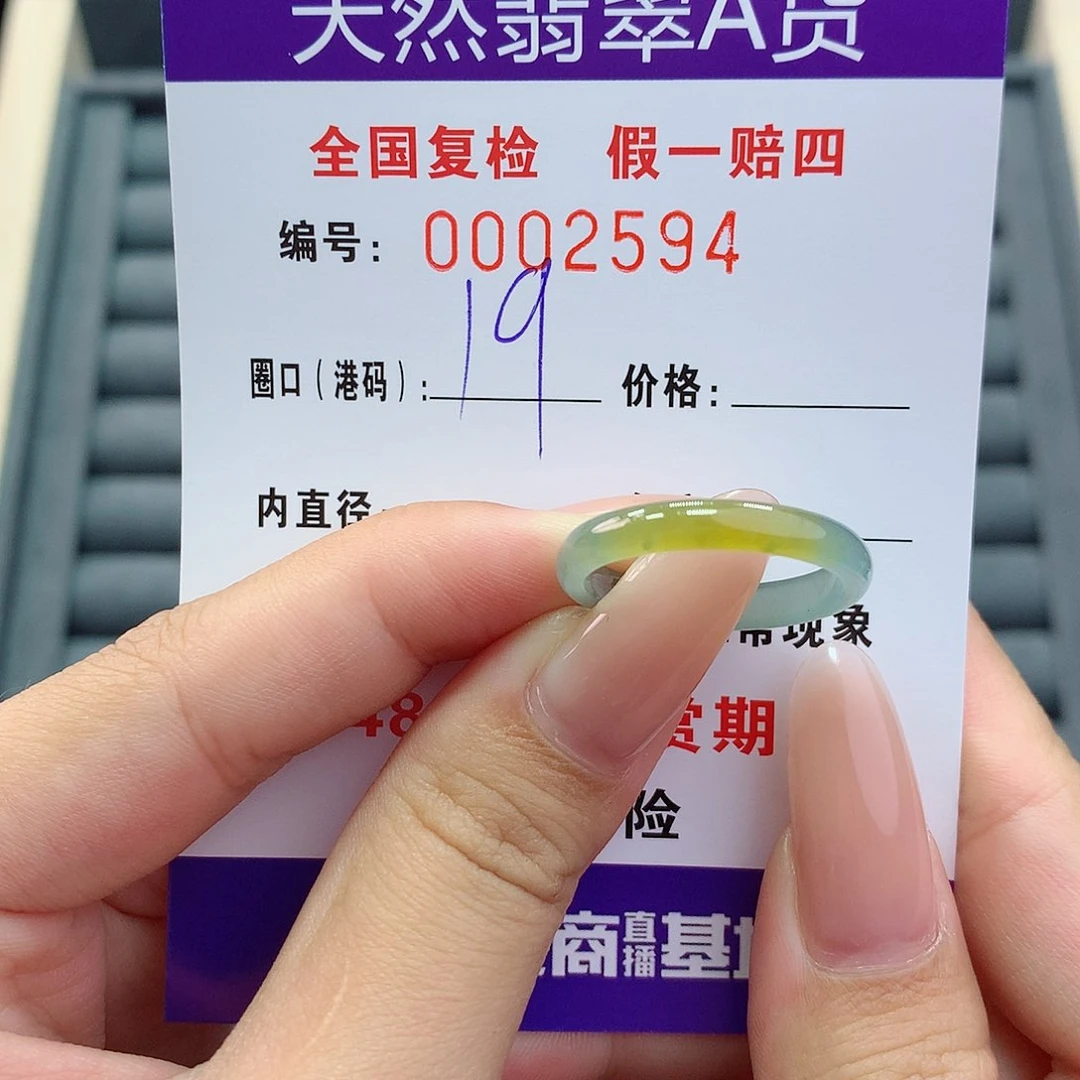 天然翡翠A货
全国复检 假一赔四
编号: 0002594
圈口(港码): 19 价格:
内直径
常现象
48 赏期
险
商直播基